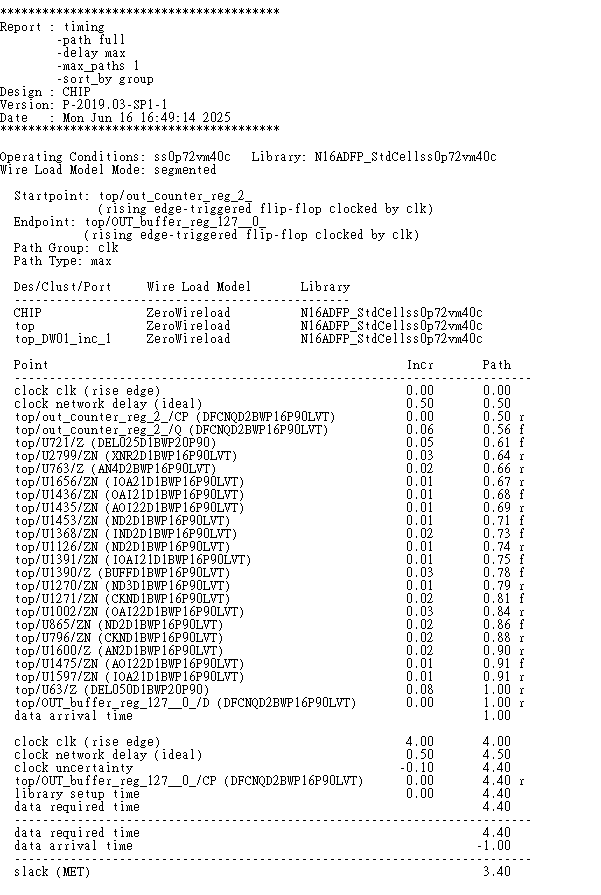 ****************************************
Report : timing
        -path full
        -delay max
        -max_paths 1
        -sort_by group
Design : CHIP
Version: P-2019.03-SP1-1
Date   : Mon Jun 16 16:49:14 2025
****************************************

Operating Conditions: ss0p72vm40c   Library: N16ADFP_StdCellss0p72vm40c
Wire Load Model Mode: segmented

  Startpoint: top/out_counter_reg_2_
              (rising edge-triggered flip-flop clocked by clk)
  Endpoint: top/OUT_buffer_reg_127__0_
            (rising edge-triggered flip-flop clocked by clk)
  Path Group: clk
  Path Type: max

  Des/Clust/Port     Wire Load Model       Library
  ------------------------------------------------
  CHIP               ZeroWireload          N16ADFP_StdCellss0p72vm40c
  top                ZeroWireload          N16ADFP_StdCellss0p72vm40c
  top_DW01_inc_1     ZeroWireload          N16ADFP_StdCellss0p72vm40c

  Point                                                   Incr       Path
  --------------------------------------------------------------------------
  clock clk (rise edge)                                   0.00       0.00
  clock network delay (ideal)                             0.50       0.50
  top/out_counter_reg_2_/CP (DFCNQD2BWP16P90LVT)          0.00       0.50 r
  top/out_counter_reg_2_/Q (DFCNQD2BWP16P90LVT)           0.06       0.56 f
  top/U721/Z (DEL025D1BWP20P90)                           0.05       0.61 f
  top/U2799/ZN (XNR2D1BWP16P90LVT)                        0.03       0.64 r
  top/U763/Z (AN4D2BWP16P90LVT)                           0.02       0.66 r
  top/U1656/ZN (IOA21D1BWP16P90LVT)                       0.01       0.67 r
  top/U1436/ZN (OAI21D1BWP16P90LVT)                       0.01       0.68 f
  top/U1435/ZN (AOI22D1BWP16P90LVT)                       0.01       0.69 r
  top/U1453/ZN (ND2D1BWP16P90LVT)                         0.01       0.71 f
  top/U1368/ZN (IND2D1BWP16P90LVT)                        0.02       0.73 f
  top/U1126/ZN (ND2D1BWP16P90LVT)                         0.01       0.74 r
  top/U1391/ZN (IOAI21D1BWP16P90LVT)                      0.01       0.75 f
  top/U1390/Z (BUFFD1BWP16P90LVT)                         0.03       0.78 f
  top/U1270/ZN (ND3D1BWP16P90LVT)                         0.01       0.79 r
  top/U1271/ZN (CKND1BWP16P90LVT)                         0.02       0.81 f
  top/U1002/ZN (OAI22D1BWP16P90LVT)                       0.03       0.84 r
  top/U865/ZN (ND2D1BWP16P90LVT)                          0.02       0.86 f
  top/U796/ZN (CKND1BWP16P90LVT)                          0.02       0.88 r
  top/U1600/Z (AN2D1BWP16P90LVT)                          0.02       0.90 r
  top/U1475/ZN (AOI22D1BWP16P90LVT)                       0.01       0.91 f
  top/U1597/ZN (IOA21D1BWP16P90LVT)                       0.01       0.91 r
  top/U63/Z (DEL050D1BWP20P90)                            0.08       1.00 r
  top/OUT_buffer_reg_127__0_/D (DFCNQD2BWP16P90LVT)       0.00       1.00 r
  data arrival time                                                  1.00

  clock clk (rise edge)                                   4.00       4.00
  clock network delay (ideal)                             0.50       4.50
  clock uncertainty                                      -0.10       4.40
  top/OUT_buffer_reg_127__0_/CP (DFCNQD2BWP16P90LVT)      0.00       4.40 r
  library setup time                                      0.00       4.40
  data required time                                                 4.40
  --------------------------------------------------------------------------
  data required time                                                 4.40
  data arrival time                                                 -1.00
  --------------------------------------------------------------------------
  slack (MET)                                                        3.40